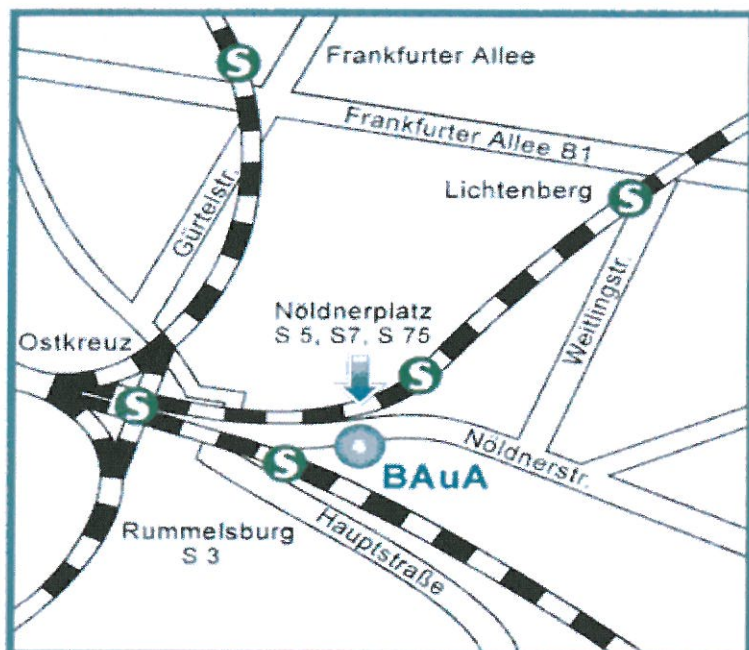 S
Frankfurter Allee
Frankfurter Allee B1
Lichtenberg
S
Gürtelstr.
Nöldnerplatz
S 5, S7, S 75
Weitlingstr.
Ostkreuz
S
S
Nöldnerstr.
S
BAuA
Rummelsburg
S 3
Hauptstraße